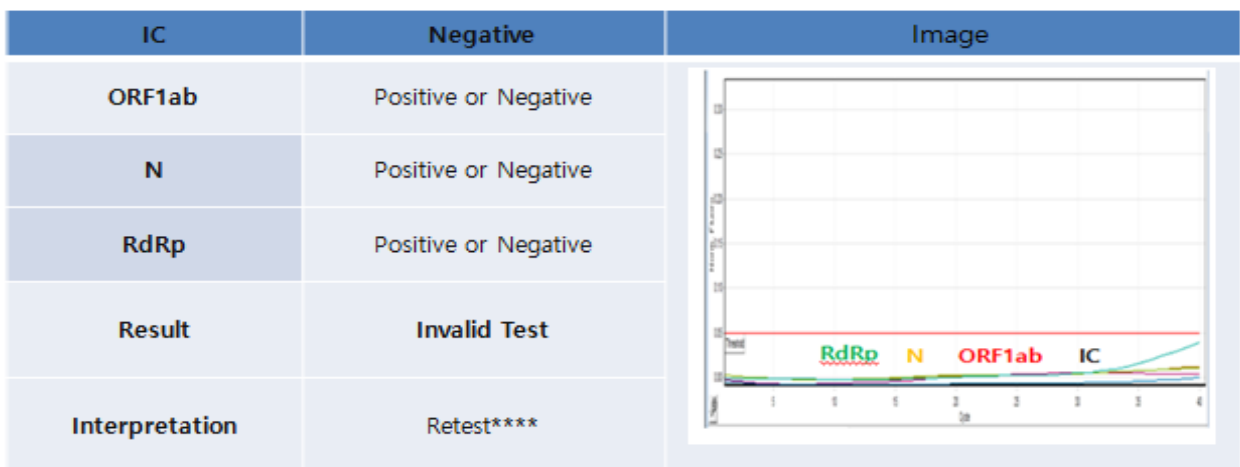 IC Negative Image
ORF1ab Positive or Negative
N Positive or Negative
RdRp Positive or Negative
Result Invalid Test
Interpretation Retest****
RdRp N ORF1ab IC